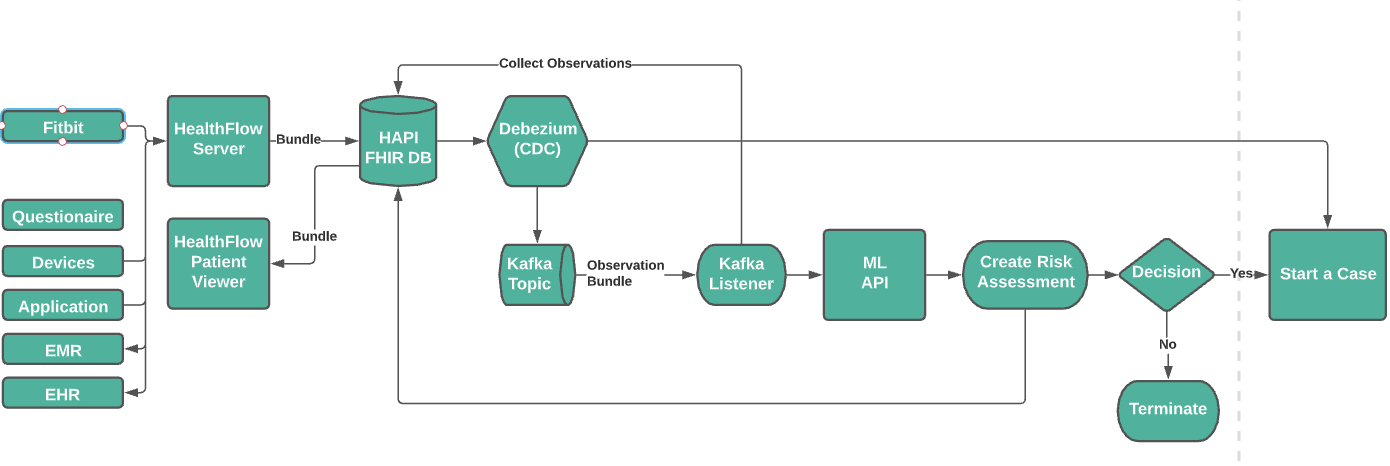 Collect Observations
Fitbit
HealthFlow
Server
Bundle
HAPI
FHIR DB
Debezium
(CDC)
Questionaire
Devices
Application
EMR
EHR
HealthFlow
Patient
Viewer
Bundle
Kafka
Topic
Observation
Bundle
Kafka
Listener
ML
API
Create Risk
Assessment
Decision
Yes
Start a Case
No
Terminate